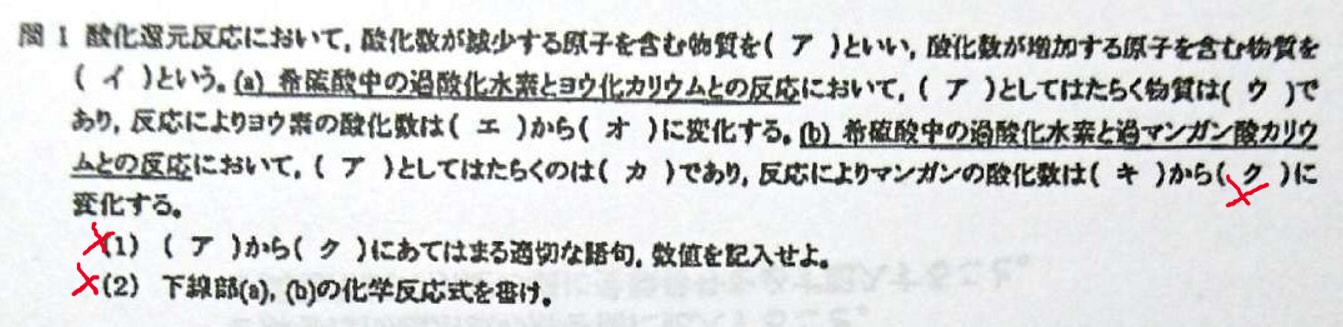 問 1 酸化還元反応において, 酸化数が減少する原子を含む物質を( ア )といい, 酸化数が増加する原子を含む物質を
( イ )という。(a) 希硫酸中の過酸化水素とヨウ化カリウムとの反応において, ( ア )としてはたらく物質は( ウ )で
あり, 反応によりヨウ素の酸化数は( エ )から( オ )に変化する。(b) 希硫酸中の過酸化水素と過マンガン酸カリウ
ムとの反応において, ( ア )としてはたらくのは( カ )であり, 反応によりマンガンの酸化数は( キ )から( ク )に
変化する。
(1) ( ア )から( ク )にあてはまる適切な語句, 数値を記入せよ。
(2) 下線部(a), (b)の化学反応式を書け。